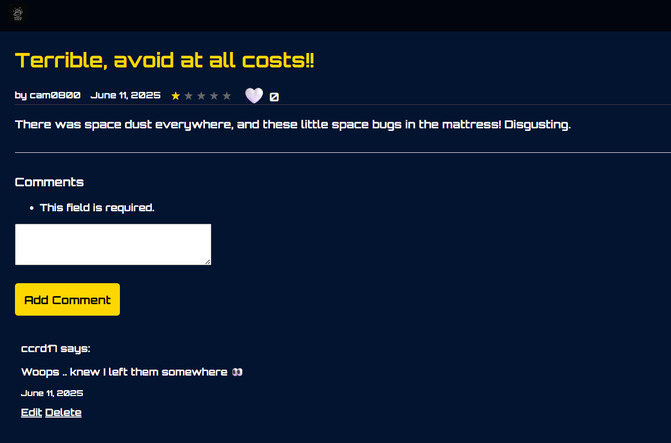 Terrible, avoid at all costs!!
by cam0800 June 11, 2025 ★★★★★ 🤍 0
There was space dust everywhere, and these little space bugs in the mattress! Disgusting.
Comments
• This field is required.
Add Comment
ccrd17 says:
Woops .. knew I left them somewhere 👀
June 11, 2025
Edit Delete